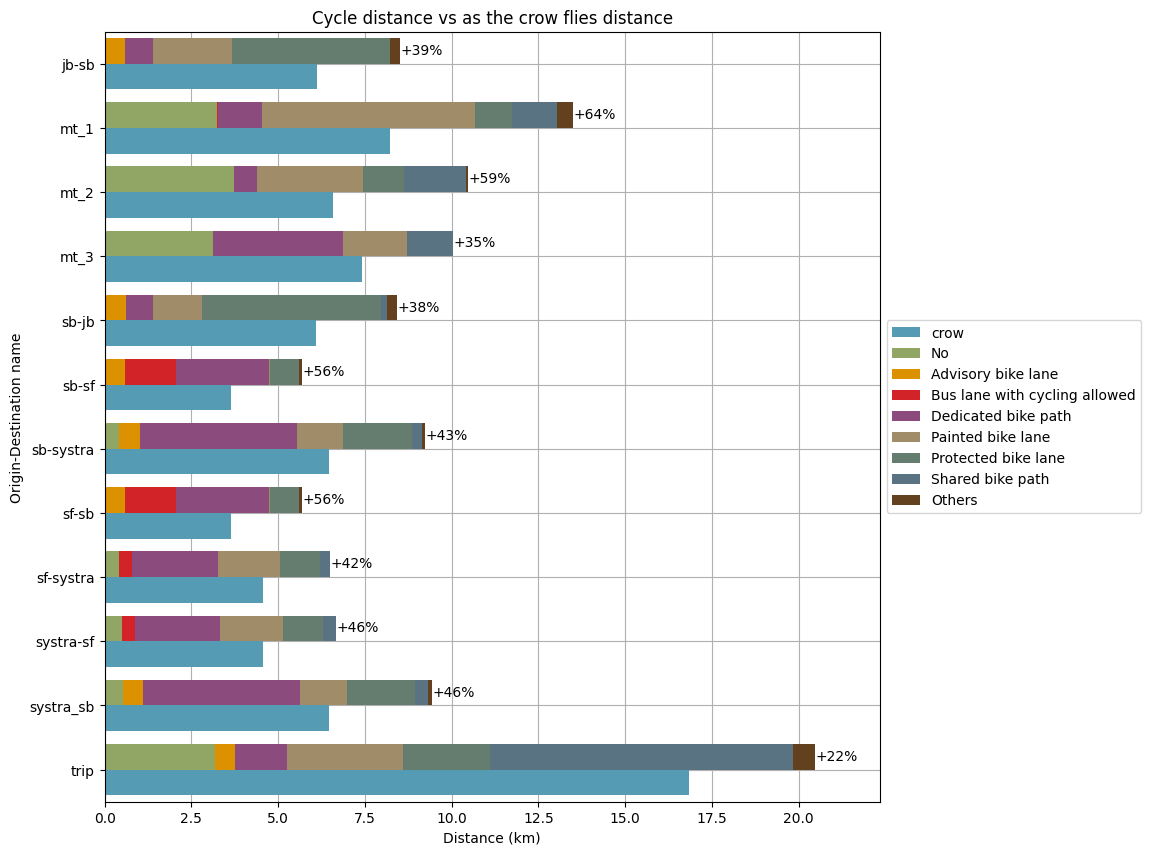 Cycle distance vs as the crow flies distance
Origin-Destination name
jb-sb
+39%
mt_1
+64%
mt_2
+59%
mt_3
+35%
sb-jb
+38%
sb-sf
+56%
sb-systra
+43%
sf-sb
+56%
sf-systra
+42%
systra-sf
+46%
systra_sb
+46%
trip
+22%
0.0 2.5 5.0 7.5 10.0 12.5 15.0 17.5 20.0
Distance (km)
crow
No
Advisory bike lane
Bus lane with cycling allowed
Dedicated bike path
Painted bike lane
Protected bike lane
Shared bike path
Others